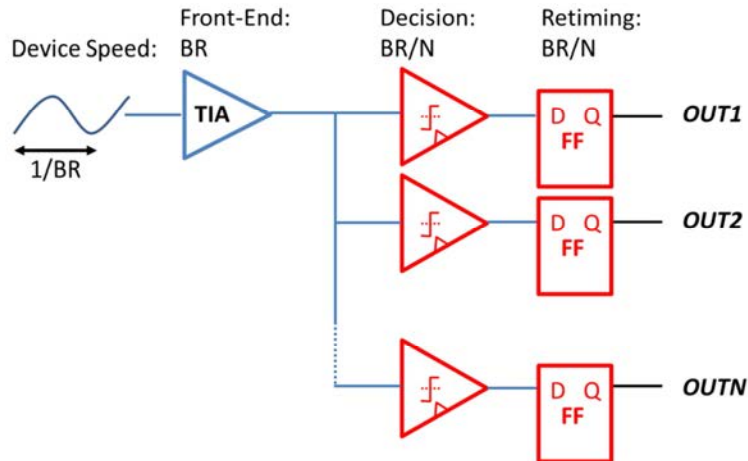 Device Speed:
Front-End:
BR
Decision:
BR/N
Retiming:
BR/N
1/BR
TIA
D Q
FF
OUT1
D Q
FF
OUT2
D Q
FF
OUTN